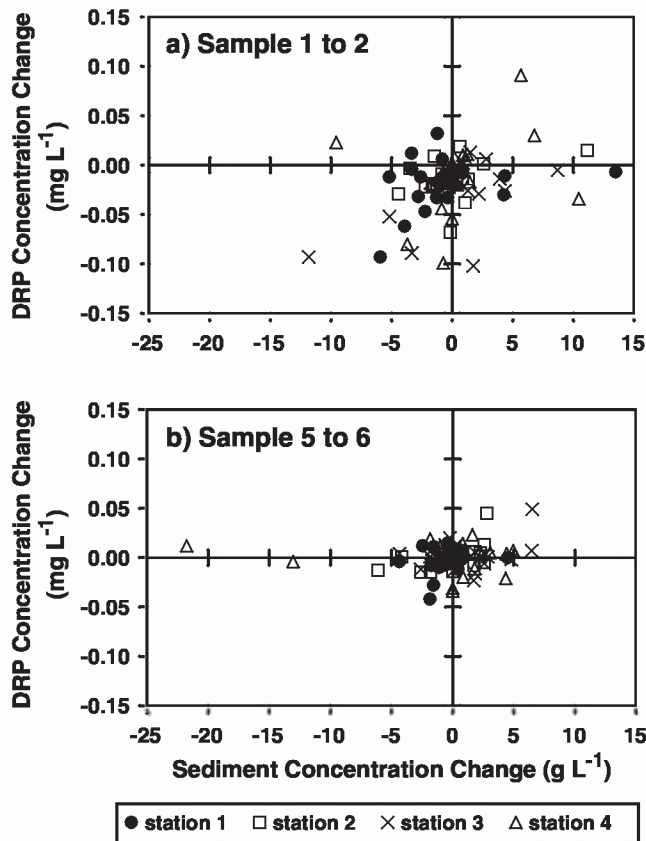 a) Sample 1 to 2
DRP Concentration Change
(mg L⁻¹)
0.15
0.10
0.05
0.00
-0.05
-0.10
-0.15
-25 -20 -15 -10 -5 0 5 10 15
b) Sample 5 to 6
DRP Concentration Change
(mg L⁻¹)
0.15
0.10
0.05
0.00
-0.05
-0.10
-0.15
-25 -20 -15 -10 -5 0 5 10 15
Sediment Concentration Change (g L⁻¹)
station 1 station 2 station 3 station 4